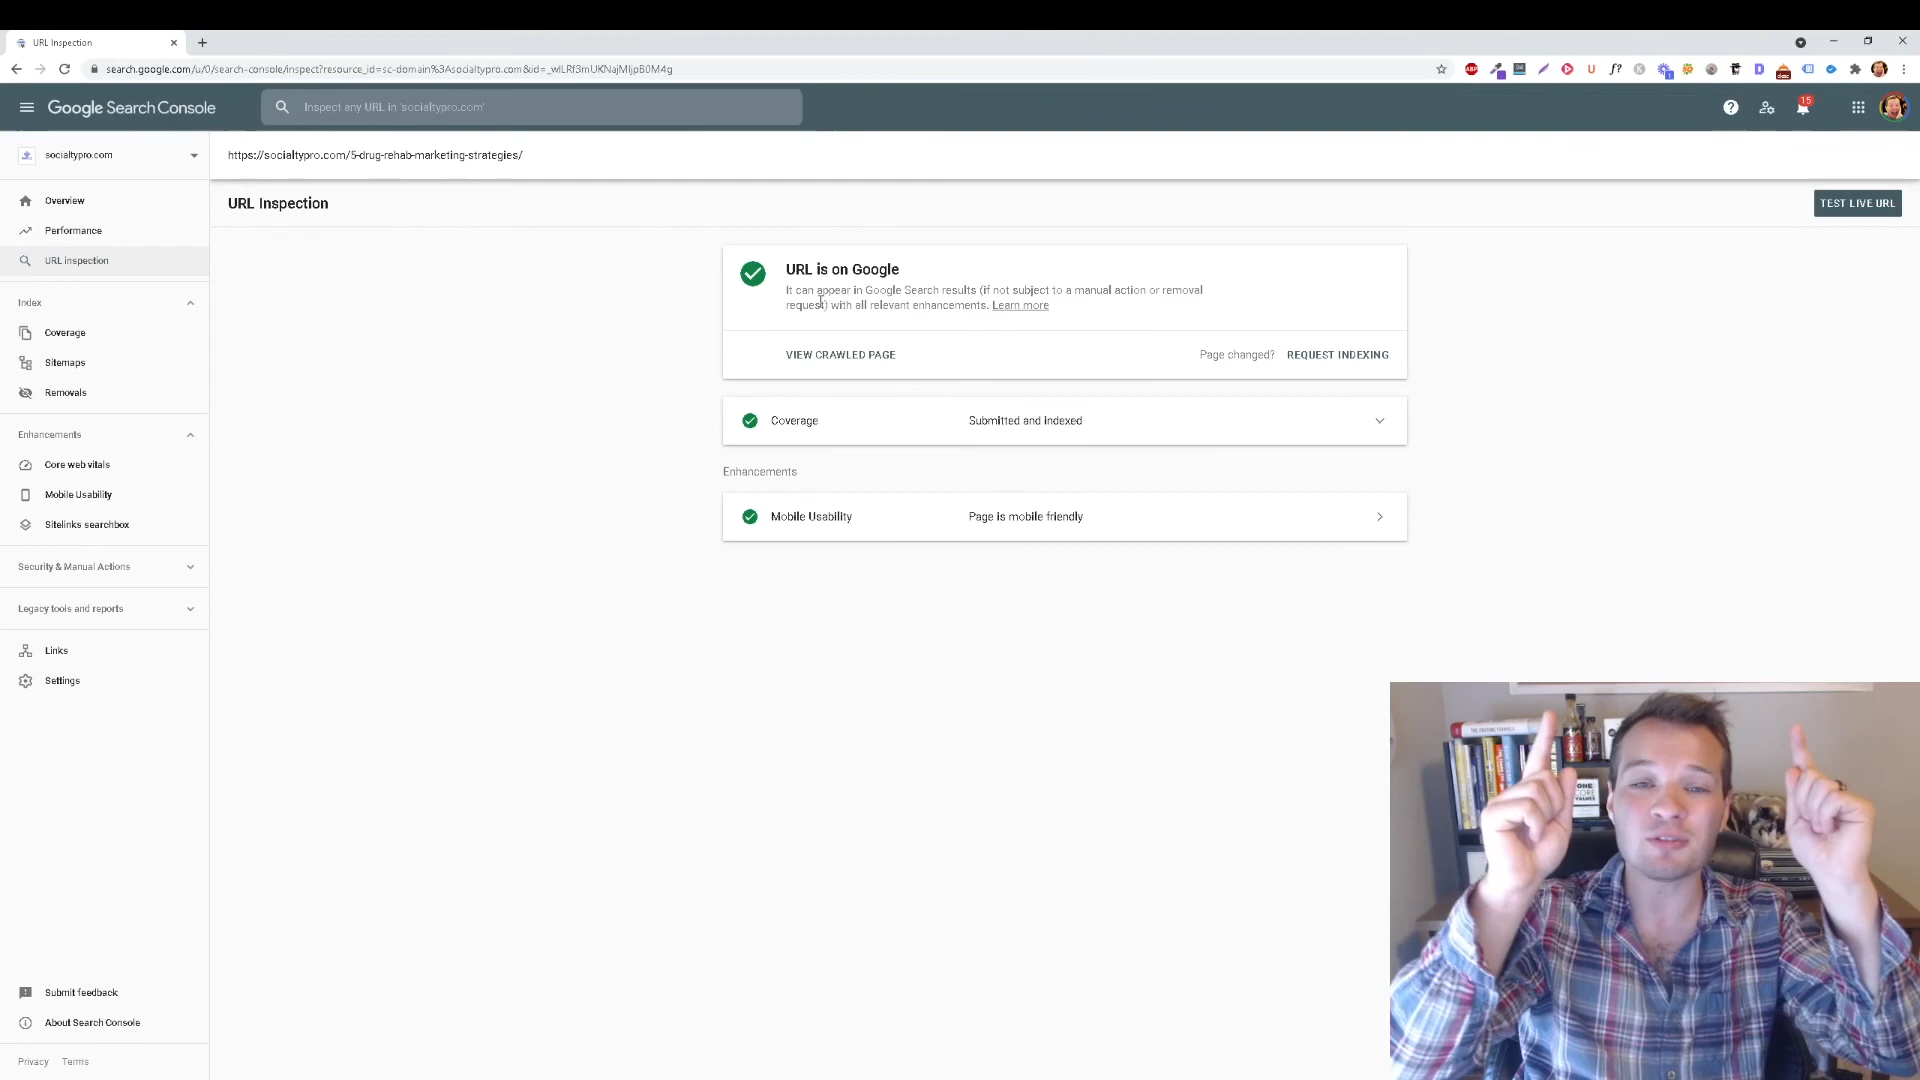 URL Inspection
search.google.com/u/0/search-console/inspect?resource_id=sc-domain%3Asocialtypro.com&id=_wlLRf3mUKNajMljpB0M4g
Google Search Console
Inspect any URL in 'socialtypro.com'
15
socialtypro.com
https://socialtypro.com/5-drug-rehab-marketing-strategies/
Overview
Performance
URL inspection
Index
Coverage
Sitemaps
Removals
Enhancements
Core web vitals
Mobile Usability
Sitelinks searchbox
Security & Manual Actions
Legacy tools and reports
Links
Settings
Submit feedback
About Search Console
Privacy Terms
URL Inspection
TEST LIVE URL
URL is on Google
It can appear in Google Search results (if not subject to a manual action or removal
request) with all relevant enhancements. Learn more
VIEW CRAWLED PAGE
Page changed? REQUEST INDEXING
Coverage Submitted and indexed
Enhancements
Mobile Usability Page is mobile friendly